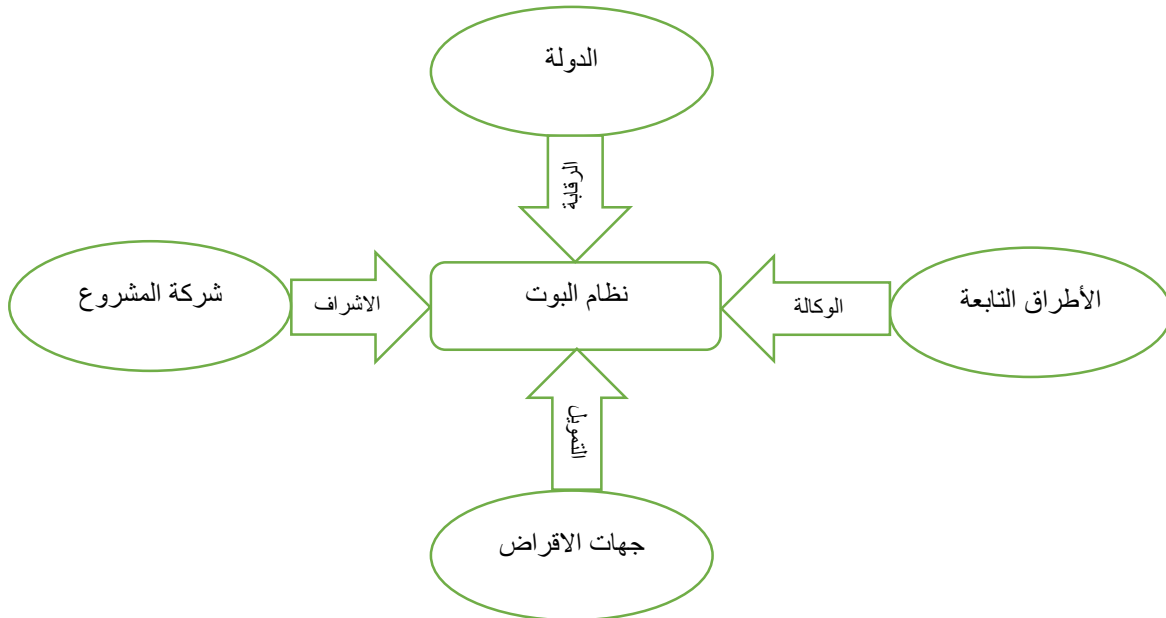 الدولة
الرقابة
شركة المشروع
الاشراف
نظام البوت
الوكالة
الأطراق التابعة
التمويل
جهات الاقراض